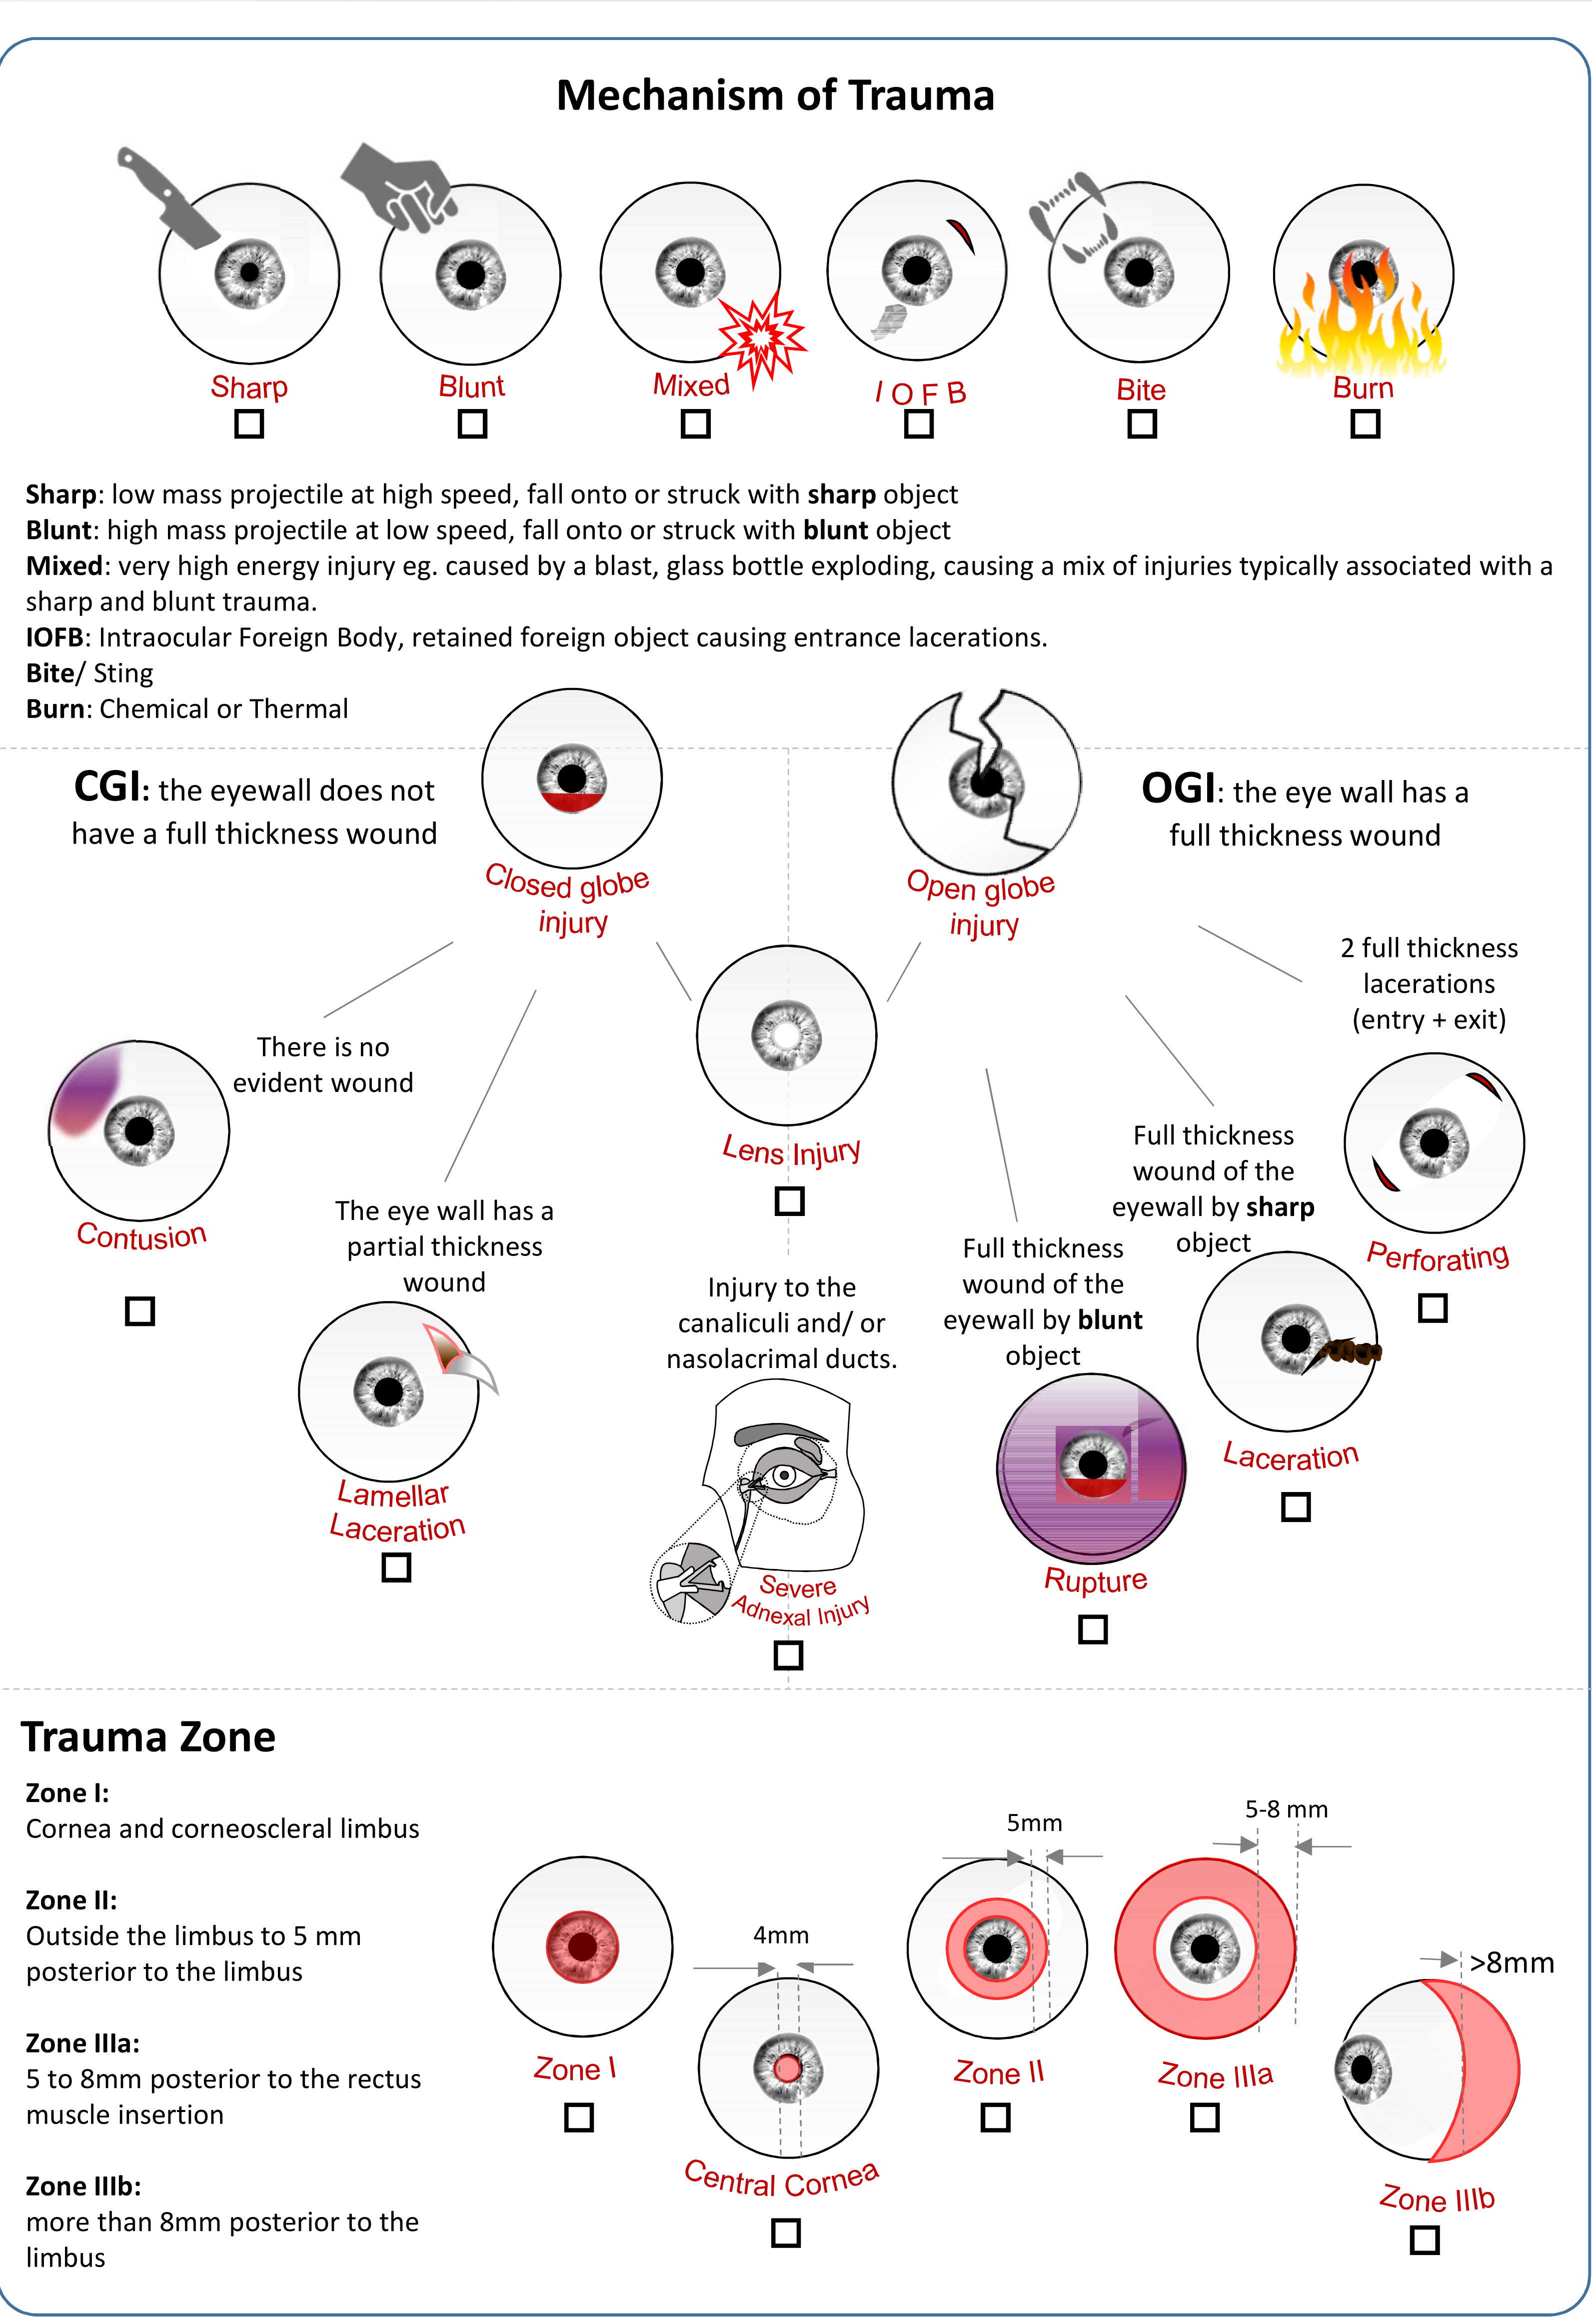 Mechanism of Trauma
Sharp
Blunt
Mixed
I O F B
Bite
Burn
Sharp: low mass projectile at high speed, fall onto or struck with sharp object
Blunt: high mass projectile at low speed, fall onto or struck with blunt object
Mixed: very high energy injury eg. caused by a blast, glass bottle exploding, causing a mix of injuries typically associated with a
sharp and blunt trauma.
IOFB: Intraocular Foreign Body, retained foreign object causing entrance lacerations.
Bite/ Sting
Burn: Chemical or Thermal
CGI: the eyewall does not
have a full thickness wound
Closed globe
injury
Open globe
injury
OGI: the eye wall has a
full thickness wound
There is no
evident wound
Contusion
The eye wall has a
partial thickness
wound
Lamellar
Laceration
Lens Injury
Injury to the
canaliculi and/ or
nasolacrimal ducts.
Severe
Adnexal Injury
Full thickness
wound of the
eyewall by blunt
object
Rupture
Full thickness
wound of the
eyewall by sharp
object
Laceration
2 full thickness
lacerations
(entry + exit)
Perforating
Trauma Zone
Zone I:
Cornea and corneoscleral limbus
Zone II:
Outside the limbus to 5 mm
posterior to the limbus
Zone IIIa:
5 to 8mm posterior to the rectus
muscle insertion
Zone IIIb:
more than 8mm posterior to the
limbus
Zone I
4mm
Central Cornea
5mm
Zone II
5-8 mm
Zone IIIa
>8mm
Zone IIIb